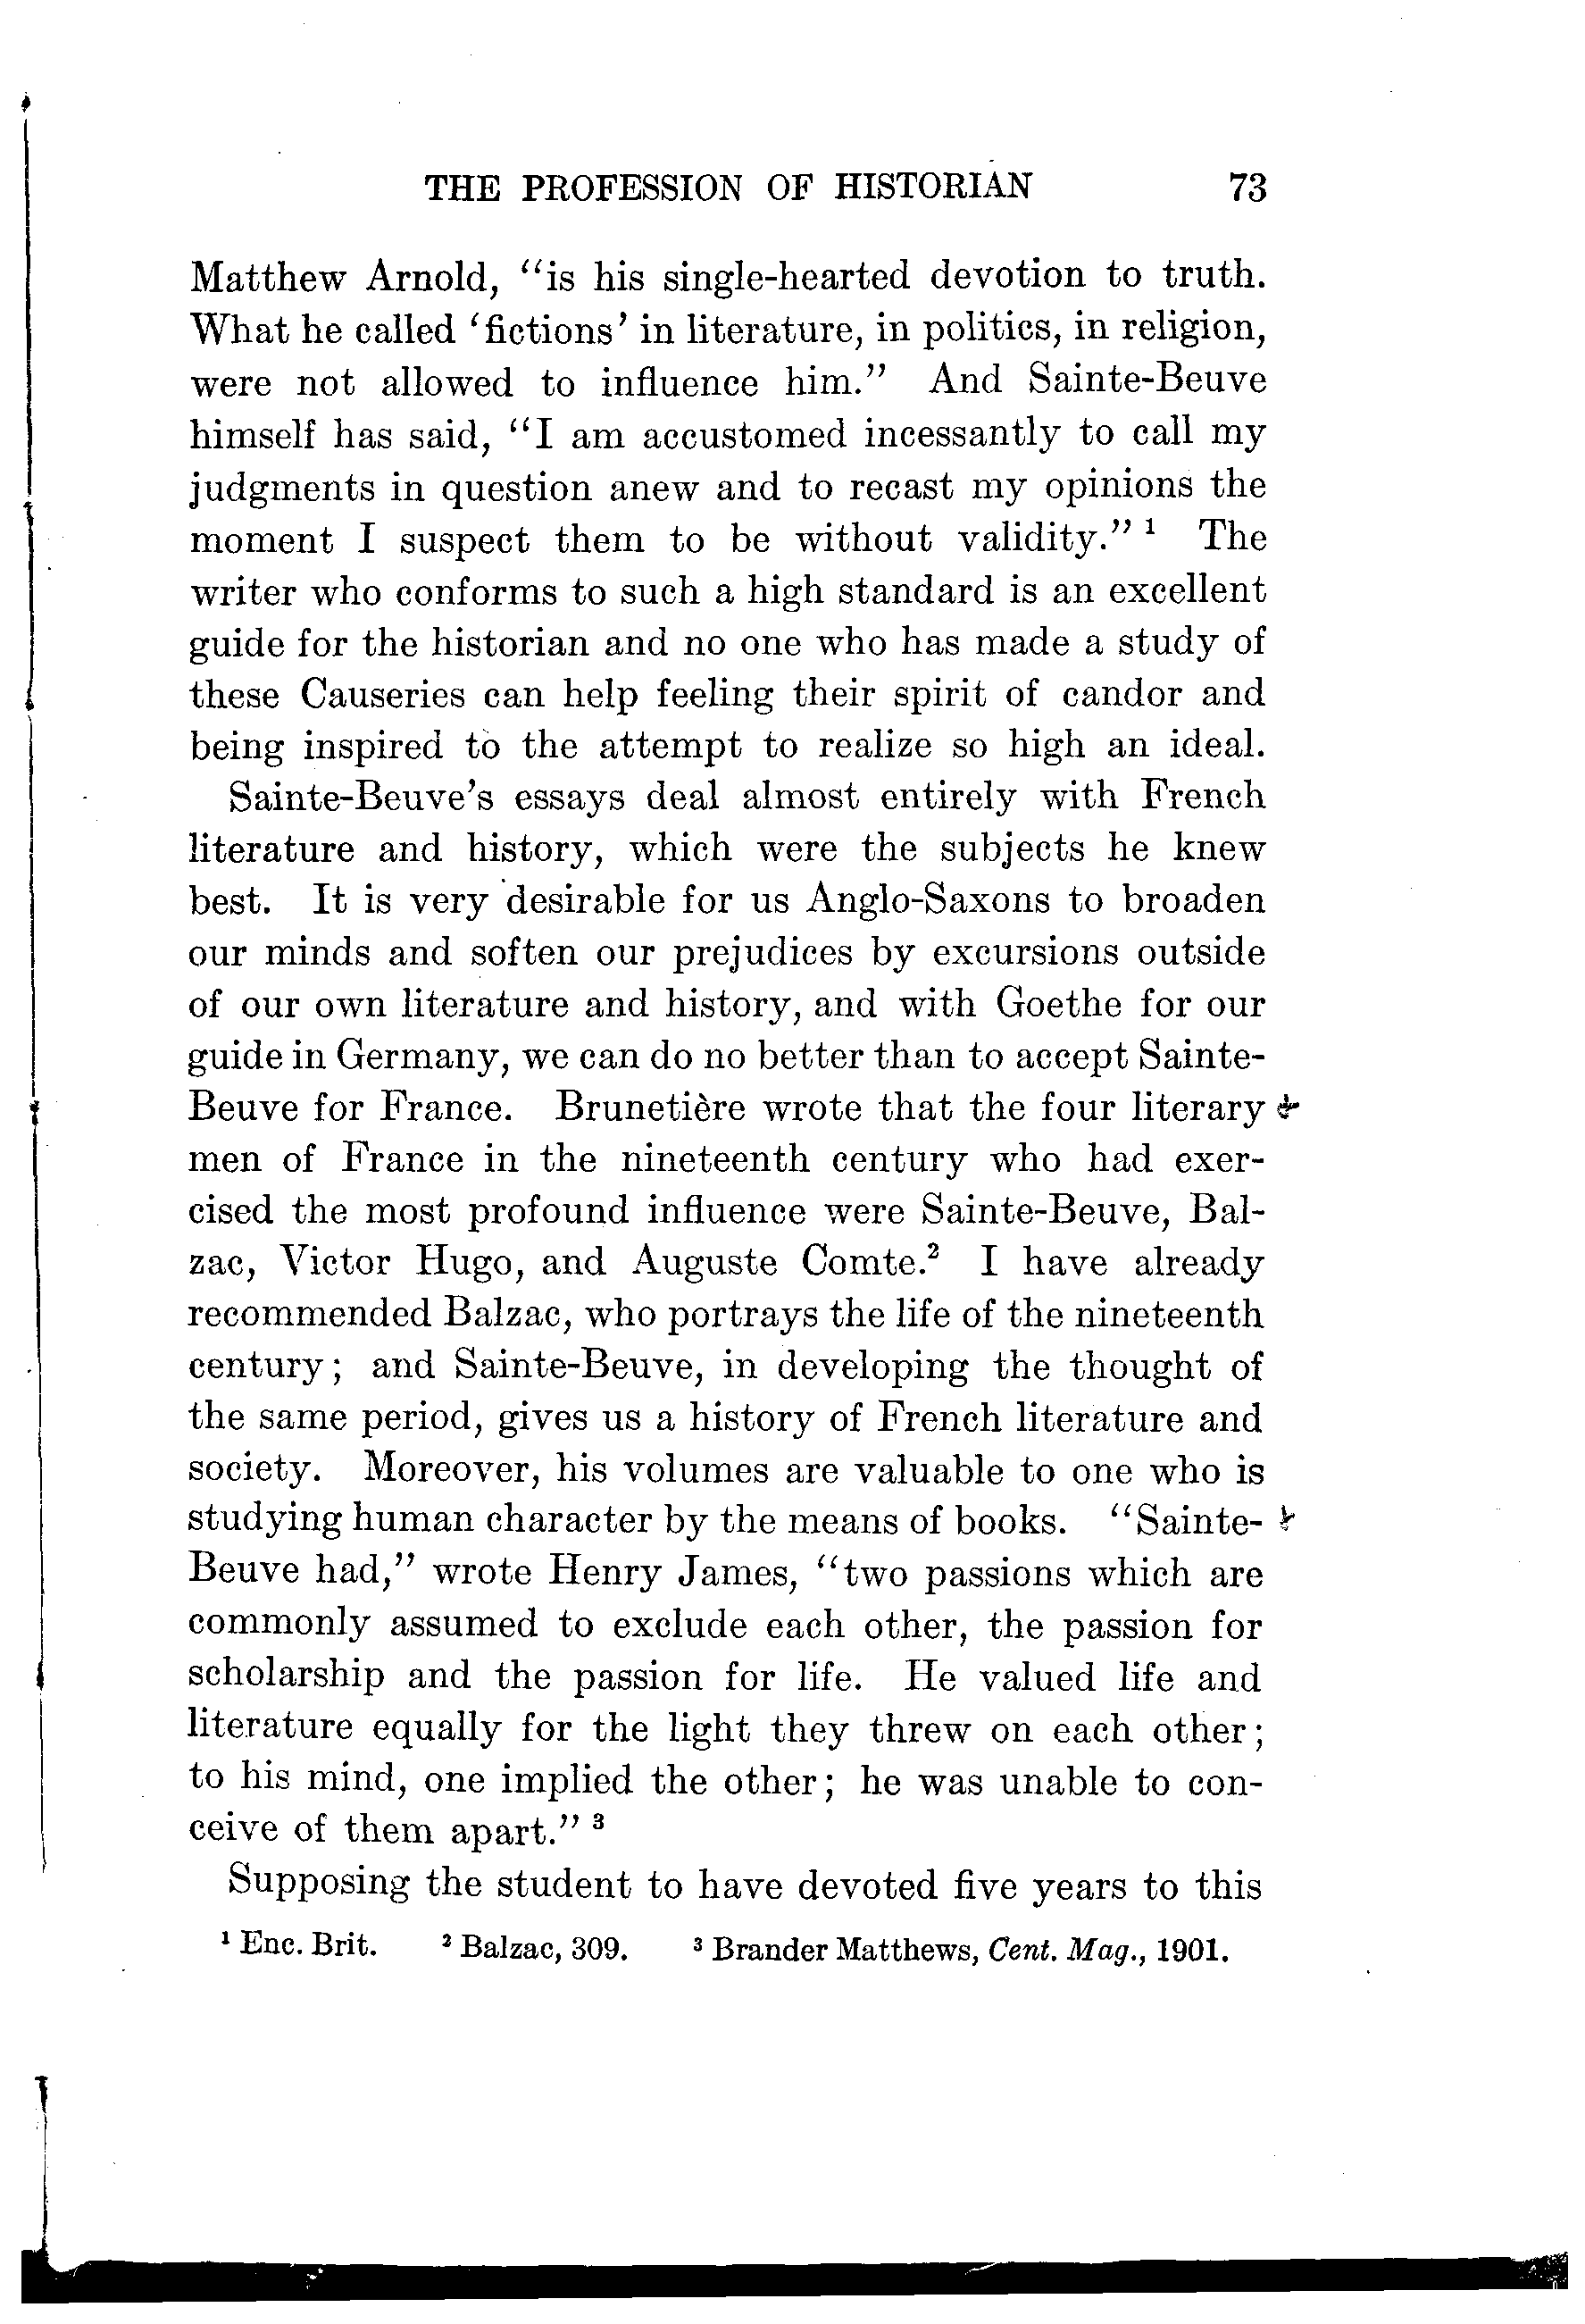 THE PROFESSION OF HISTORIAN 73
Matthew Arnold, "is his single-hearted devotion to truth.
What he called 'fictions' in literature, in politics, in religion,
were not allowed to influence him." And Sainte-Beuve
himself has said, "I am accustomed incessantly to call my
judgments in question anew and to recast my opinions the
moment I suspect them to be without validity." ¹ The
writer who conforms to such a high standard is an excellent
guide for the historian and no one who has made a study of
these Causeries can help feeling their spirit of candor and
being inspired to the attempt to realize so high an ideal.
Sainte-Beuve's essays deal almost entirely with French
literature and history, which were the subjects he knew
best. It is very desirable for us Anglo-Saxons to broaden
our minds and soften our prejudices by excursions outside
of our own literature and history, and with Goethe for our
guide in Germany, we can do no better than to accept Sainte-
Beuve for France. Brunetière wrote that the four literary
men of France in the nineteenth century who had exer-
cised the most profound influence were Sainte-Beuve, Bal-
zac, Victor Hugo, and Auguste Comte.² I have already
recommended Balzac, who portrays the life of the nineteenth
century; and Sainte-Beuve, in developing the thought of
the same period, gives us a history of French literature and
society. Moreover, his volumes are valuable to one who is
studying human character by the means of books. "Sainte-
Beuve had," wrote Henry James, "two passions which are
commonly assumed to exclude each other, the passion for
scholarship and the passion for life. He valued life and
literature equally for the light they threw on each other;
to his mind, one implied the other; he was unable to con-
ceive of them apart." ³
Supposing the student to have devoted five years to this
¹ Enc. Brit. ² Balzac, 309. ³ Brander Matthews, Cent. Mag., 1901.